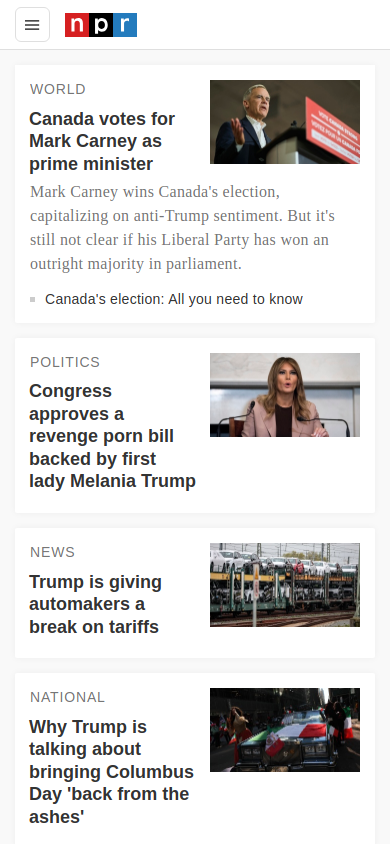 npr
WORLD
Canada votes for
Mark Carney as
prime minister
Mark Carney wins Canada's election,
capitalizing on anti-Trump sentiment. But it's
still not clear if his Liberal Party has won an
outright majority in parliament.
Canada's election: All you need to know
POLITICS
Congress
approves a
revenge porn bill
backed by first
lady Melania Trump
NEWS
Trump is giving
automakers a
break on tariffs
NATIONAL
Why Trump is
talking about
bringing Columbus
Day 'back from the
ashes'